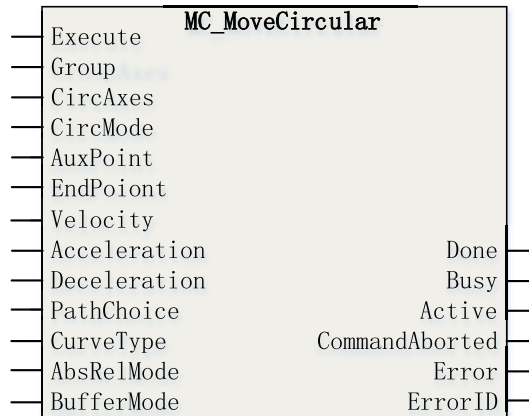 MC_MoveCircular
Execute
Group
CircAxes
CircMode
AuxPoint
EndPoiont
Velocity
Acceleration Done
Deceleration Busy
PathChoice Active
CurveType CommandAborted
AbsRelMode Error
BufferMode ErrorID